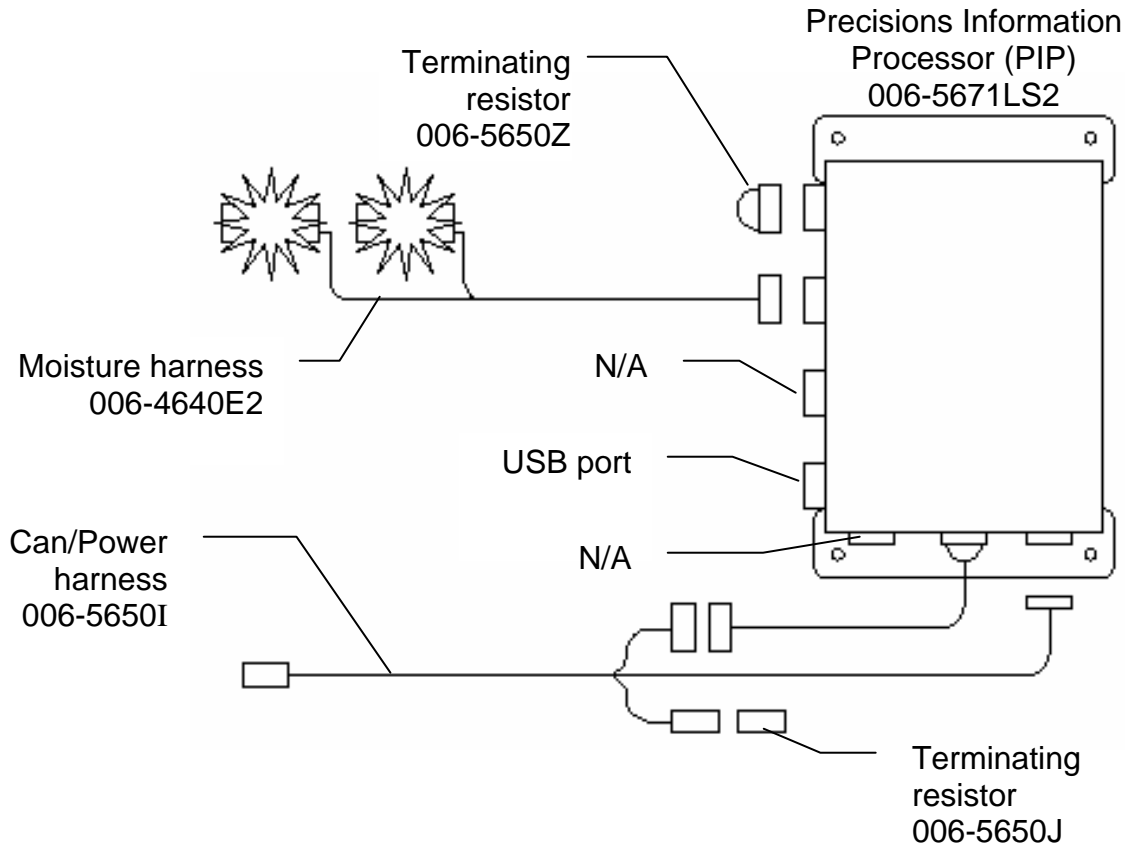 Precisions Information
Processor (PIP)
006-5671LS2
Terminating
resistor
006-5650Z
Moisture harness
006-4640E2
N/A
USB port
Can/Power
harness
006-5650I
N/A
Terminating
resistor
006-5650J